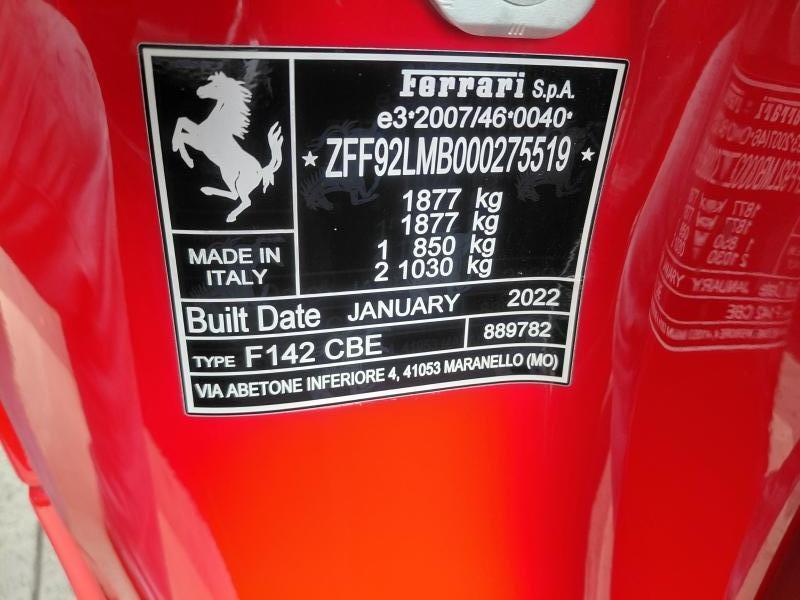 Ferrari S.p.A.
e3*2007/46*0040*
★ ZFF92LMB000275519 ★
1877 kg
1877 kg
1 850 kg
2 1030 kg
MADE IN
ITALY
Built Date JANUARY 2022
TYPE F142 CBE 889782
VIA ABETONE INFERIORE 4, 41053 MARANELLO (MO)